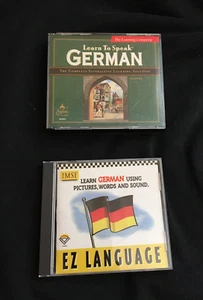 The Learning Company
Learn To Speak
GERMAN
THE COMPLETE INTERACTIVE LEARNING SOLUTION
IMSI
LEARN GERMAN USING
PICTURES, WORDS AND SOUND.
EZ LANGUAGE